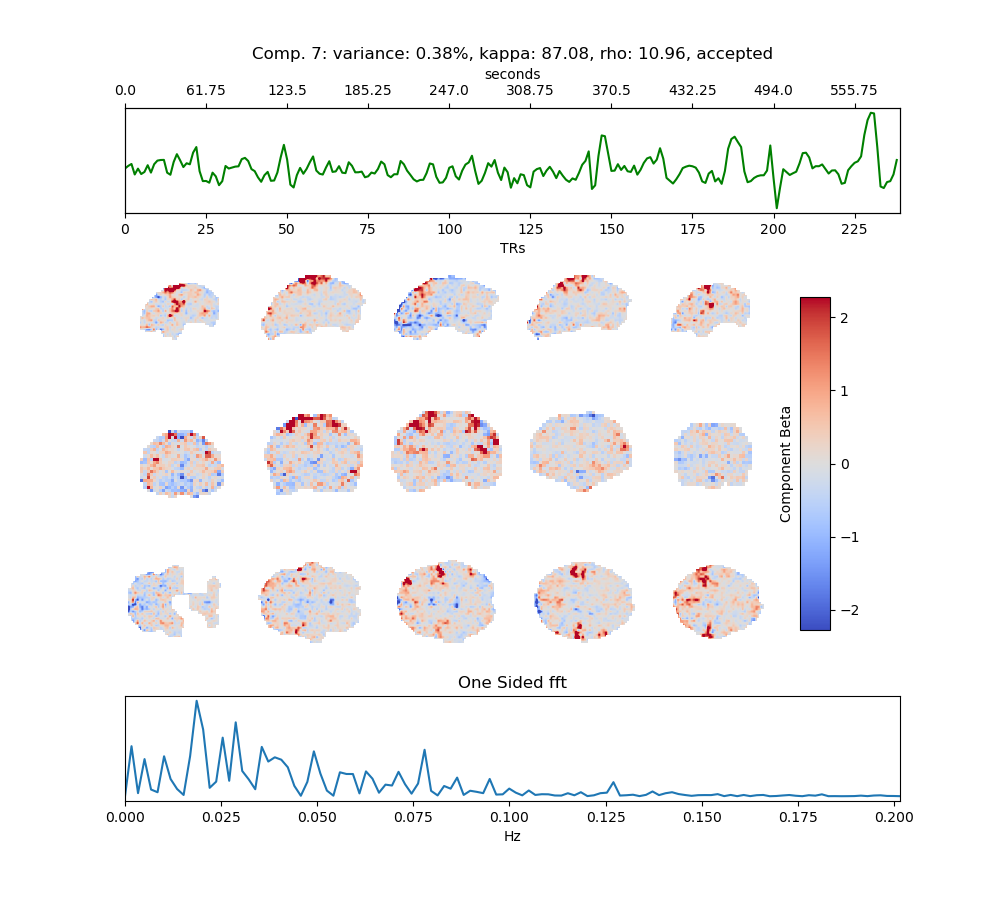 Comp. 7: variance: 0.38%, kappa: 87.08, rho: 10.96, accepted
seconds
0.0 61.75 123.5 185.25 247.0 308.75 370.5 432.25 494.0 555.75
0 25 50 75 100 125 150 175 200 225
TRs
2
1
0
−1
−2
Component Beta
One Sided fft
0.000 0.025 0.050 0.075 0.100 0.125 0.150 0.175 0.200
Hz